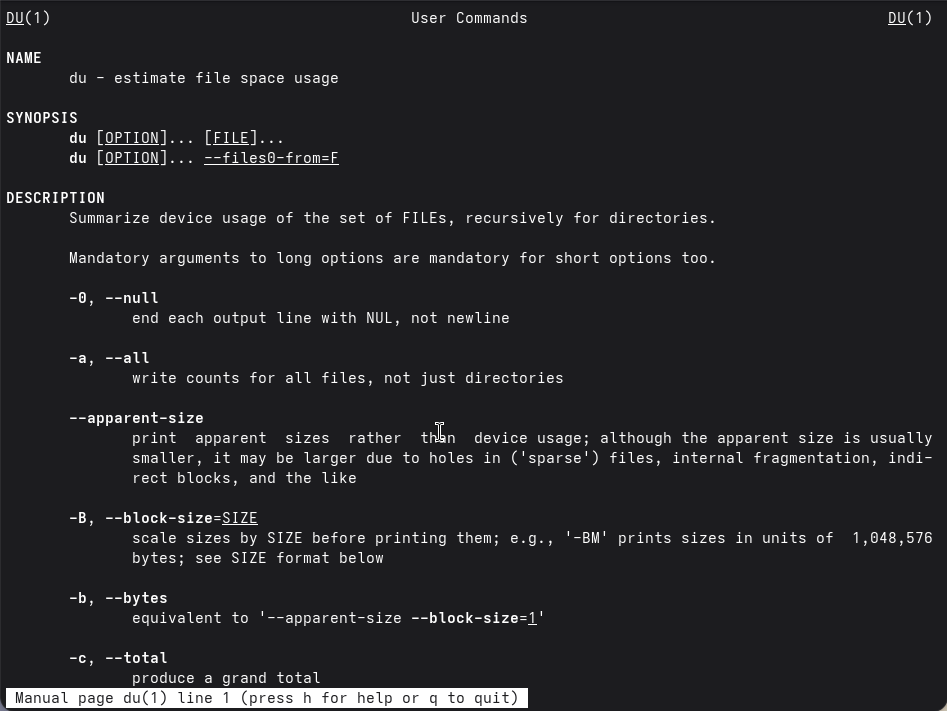 DU(1) User Commands DU(1)
NAME
du - estimate file space usage
SYNOPSIS
du [OPTION]... [FILE]...
du [OPTION]... --files0-from=F
DESCRIPTION
Summarize device usage of the set of FILEs, recursively for directories.
Mandatory arguments to long options are mandatory for short options too.
-0, --null
end each output line with NUL, not newline
-a, --all
write counts for all files, not just directories
--apparent-size
print apparent sizes rather than device usage; although the apparent size is usually
smaller, it may be larger due to holes in ('sparse') files, internal fragmentation, indi-
rect blocks, and the like
-B, --block-size=SIZE
scale sizes by SIZE before printing them; e.g., '-BM' prints sizes in units of 1,048,576
bytes; see SIZE format below
-b, --bytes
equivalent to '--apparent-size --block-size=1'
-c, --total
produce a grand total
Manual page du(1) line 1 (press h for help or q to quit)